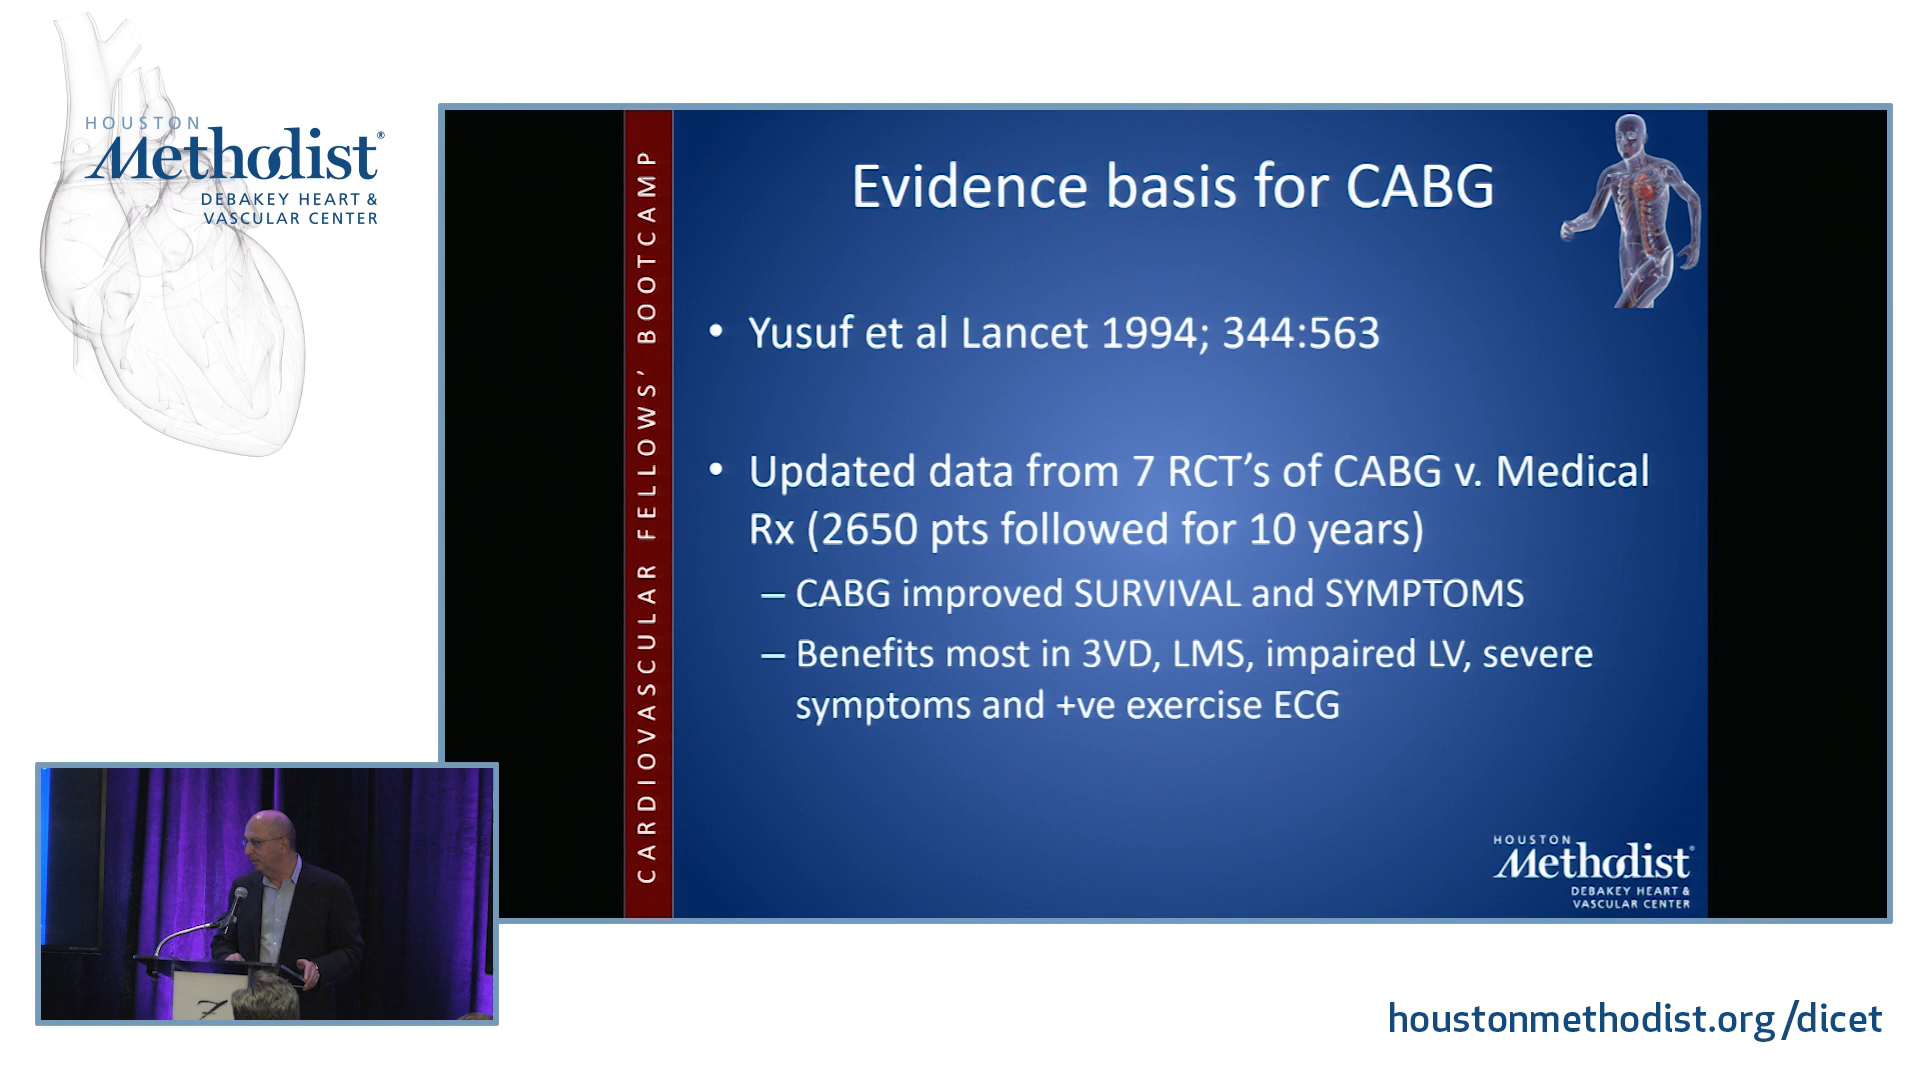 HOUSTON
Methodist®
DEBAKEY HEART &
VASCULAR CENTER
CARDIOVASCULAR FELLOWS' BOOTCAMP
Evidence basis for CABG
• Yusuf et al Lancet 1994; 344:563
• Updated data from 7 RCT’s of CABG v. Medical
Rx (2650 pts followed for 10 years)
– CABG improved SURVIVAL and SYMPTOMS
– Benefits most in 3VD, LMS, impaired LV, severe
symptoms and +ve exercise ECG
HOUSTON
Methodist®
DEBAKEY HEART &
VASCULAR CENTER
houstonmethodist.org/dicet